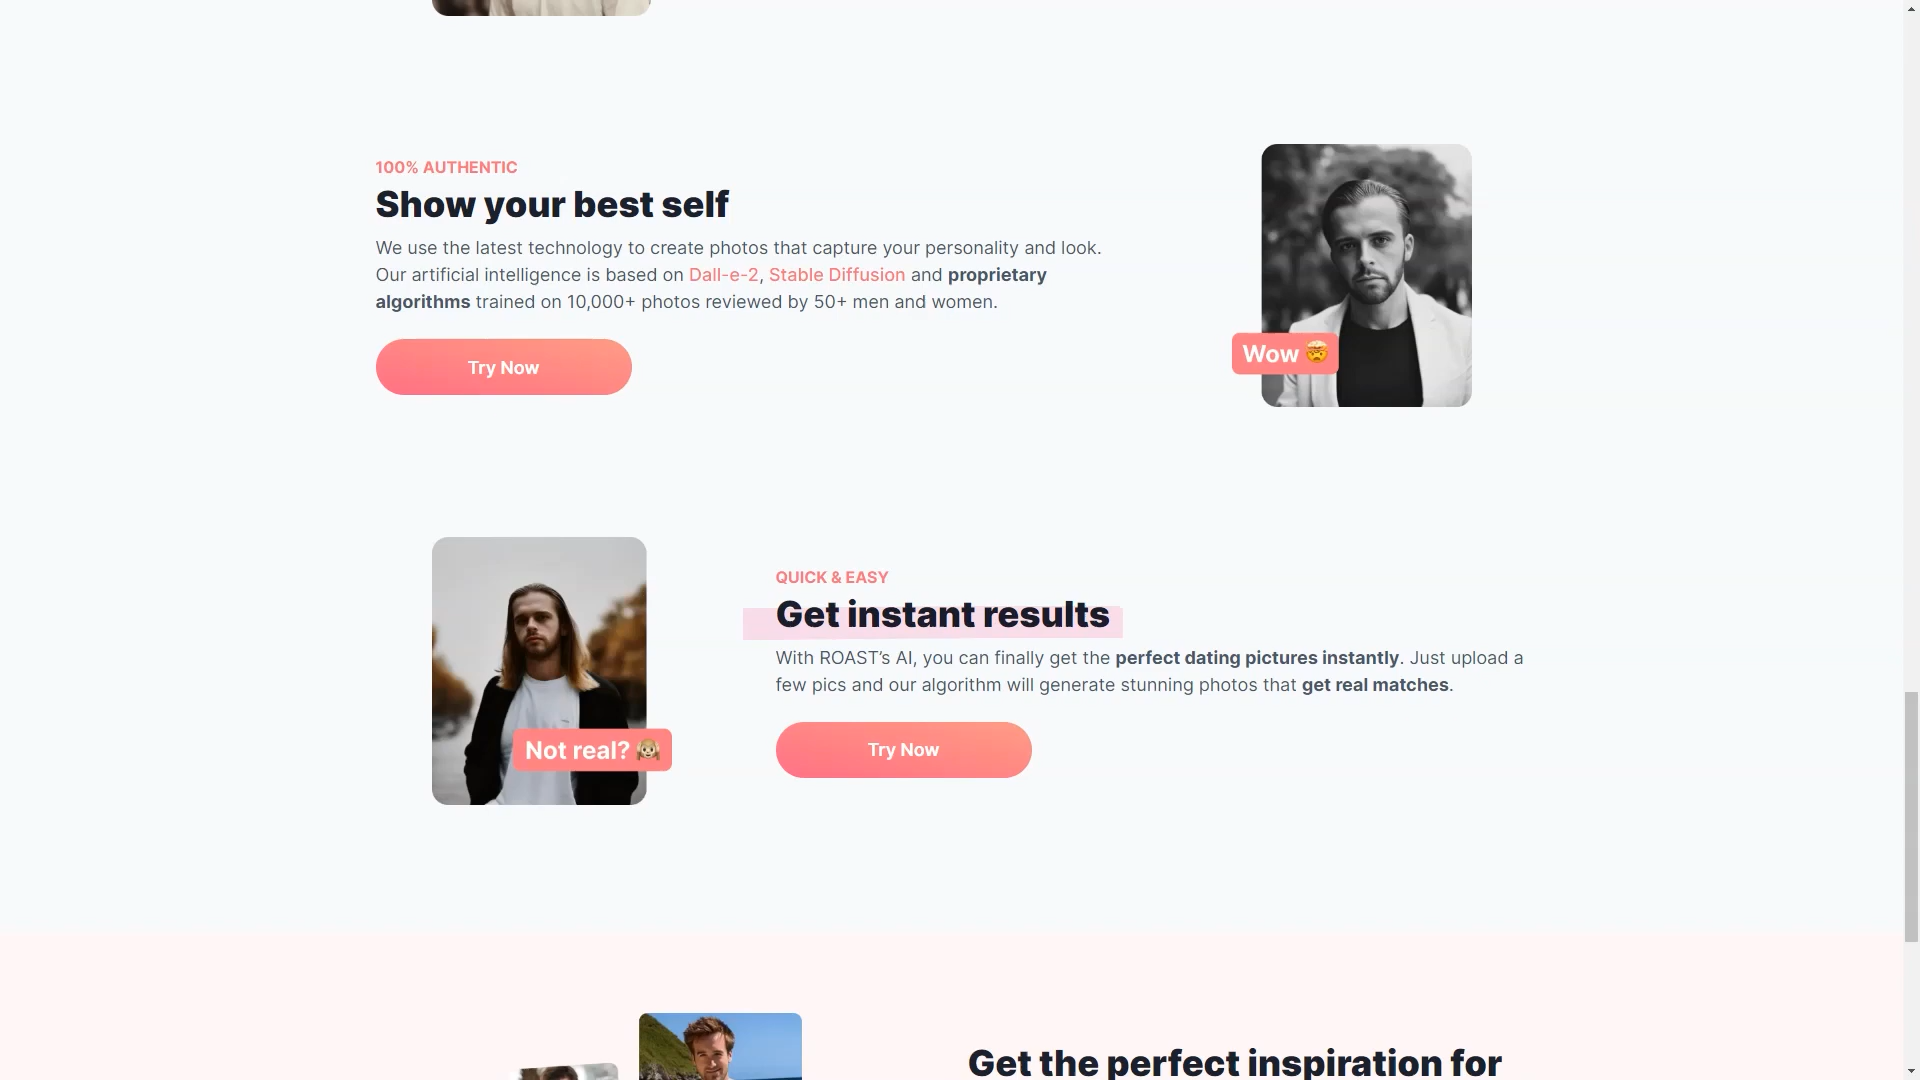 100% AUTHENTIC
Show your best self
We use the latest technology to create photos that capture your personality and look.
Our artificial intelligence is based on Dall-e-2, Stable Diffusion and proprietary
algorithms trained on 10,000+ photos reviewed by 50+ men and women.
Try Now
Wow 🤯
Not real? 🙉
QUICK & EASY
Get instant results
With ROAST’s AI, you can finally get the perfect dating pictures instantly. Just upload a
few pics and our algorithm will generate stunning photos that get real matches.
Try Now
Get the perfect inspiration for